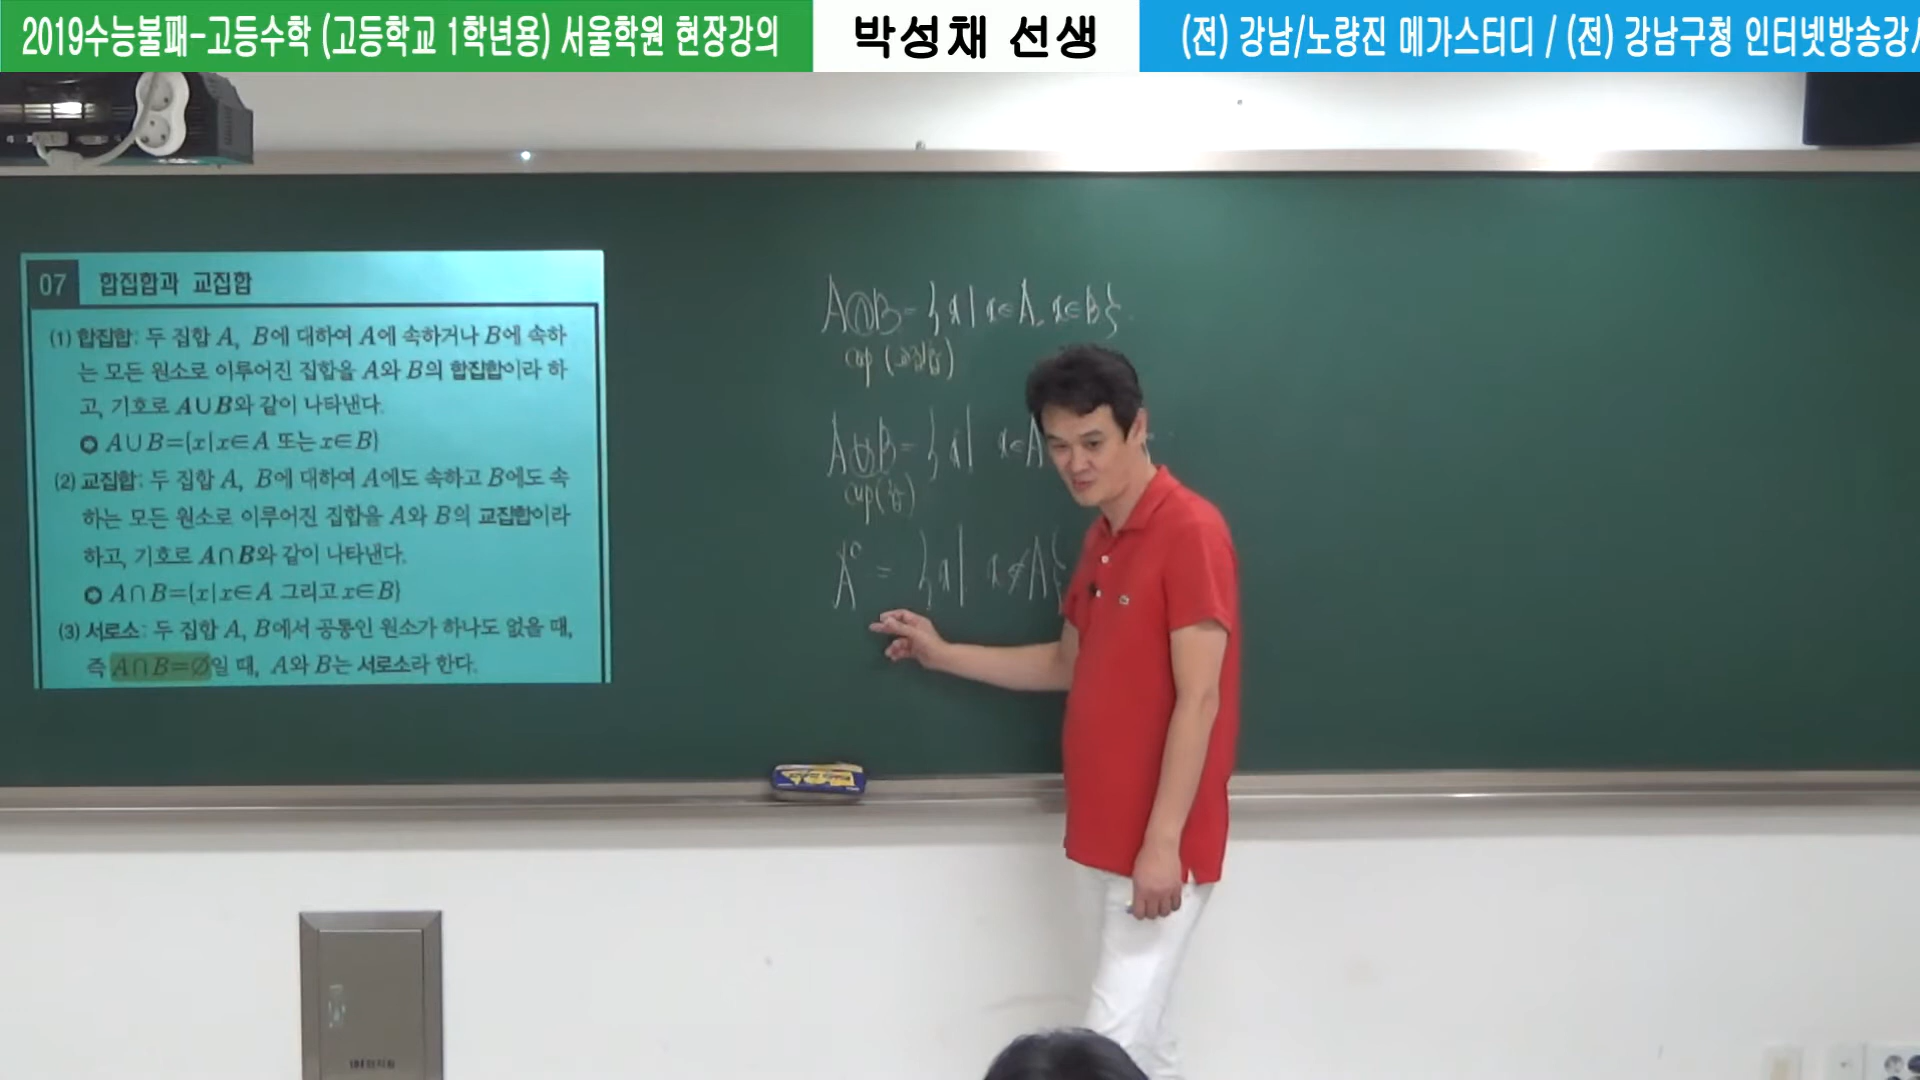 2019수능불패-고등수학 (고등학교 1학년용) 서울학원 현장강의
박성채 선생
(전) 강남/노량진 메가스터디 / (전) 강남구청 인터넷방송강사
07 합집합과 교집합
(1) 합집합: 두 집합 A, B에 대하여 A에 속하거나 B에 속하
는 모든 원소로 이루어진 집합을 A와 B의 합집합이라 하
고, 기호로 A∪B와 같이 나타낸다.
➲ A∪B={x|x∈A 또는 x∈B}
(2) 교집합: 두 집합 A, B에 대하여 A에도 속하고 B에도 속
하는 모든 원소로 이루어진 집합을 A와 B의 교집합이라
하고, 기호로 A∩B와 같이 나타낸다.
➲ A∩B={x|x∈A 그리고 x∈B}
(3) 서로소: 두 집합 A, B에서 공통인 원소가 하나도 없을 때,
즉 A∩B=∅일 때, A와 B는 서로소라 한다.
A∩B={x|x∈A, x∈B}
cap (교집합)
A∪B={x| x∈A
cup(합)
Aᶜ = {x| x∉A}